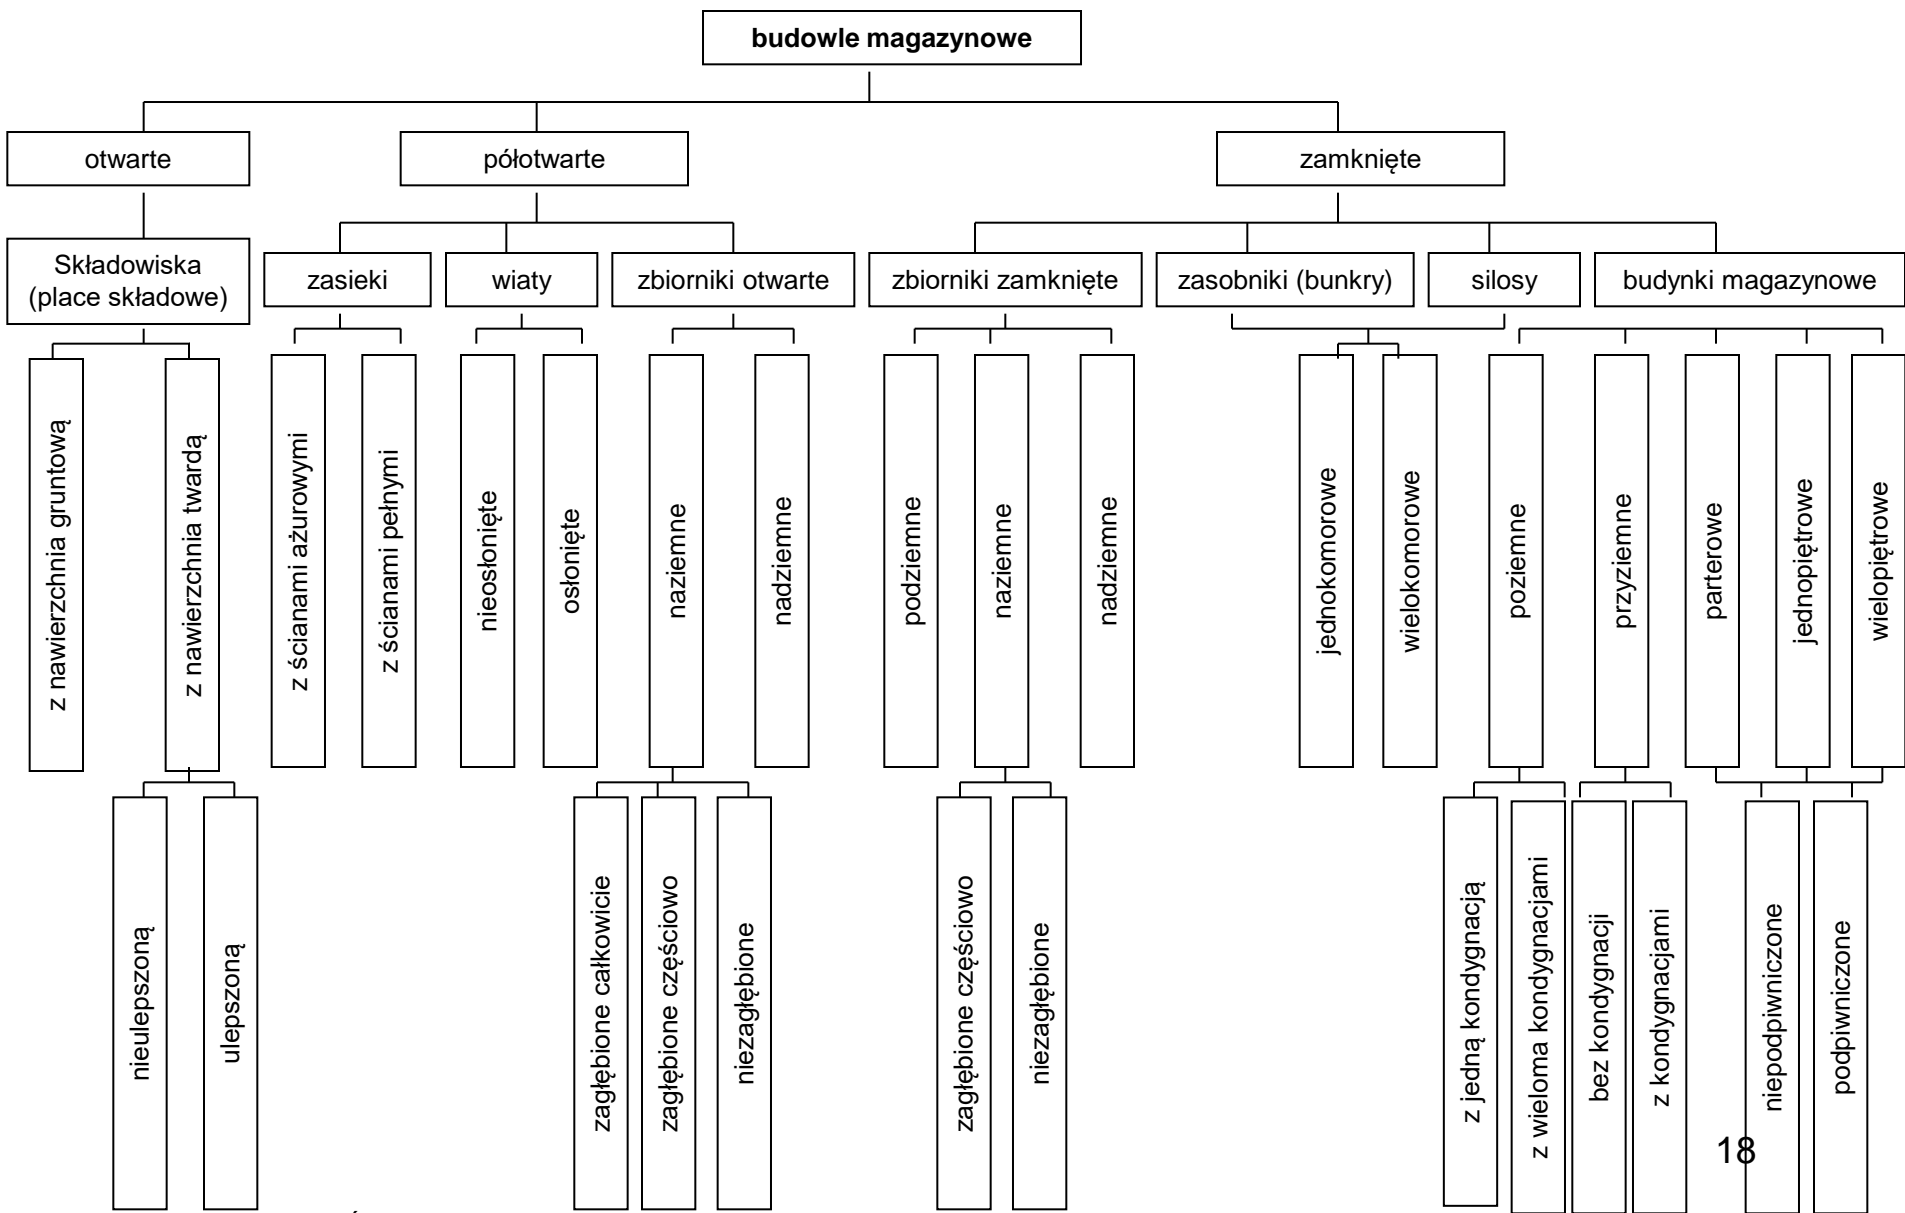 budowle magazynowe
otwarte
półotwarte
zamknięte
Składowiska
(place składowe)
zasieki
wiaty
zbiorniki otwarte
zbiorniki zamknięte
zasobniki (bunkry)
silosy
budynki magazynowe
z nawierzchnia gruntową
z nawierzchnia twardą
z ścianami ażurowymi
z ścianami pełnymi
nieosłonięte
osłonięte
naziemne
nadziemne
podziemne
naziemne
nadziemne
jednokomorowe
wielokomorowe
poziemne
przyziemne
parterowe
jednopiętrowe
wielopiętrowe
nieulepszoną
ulepszoną
zagłębione całkowicie
zagłębione częściowo
niezagłębione
zagłębione częściowo
niezagłębione
z jedną kondygnacją
z wieloma kondygnacjami
bez kondygnacji
z kondygnacjami
niepodpiwniczone
podpiwniczone
18